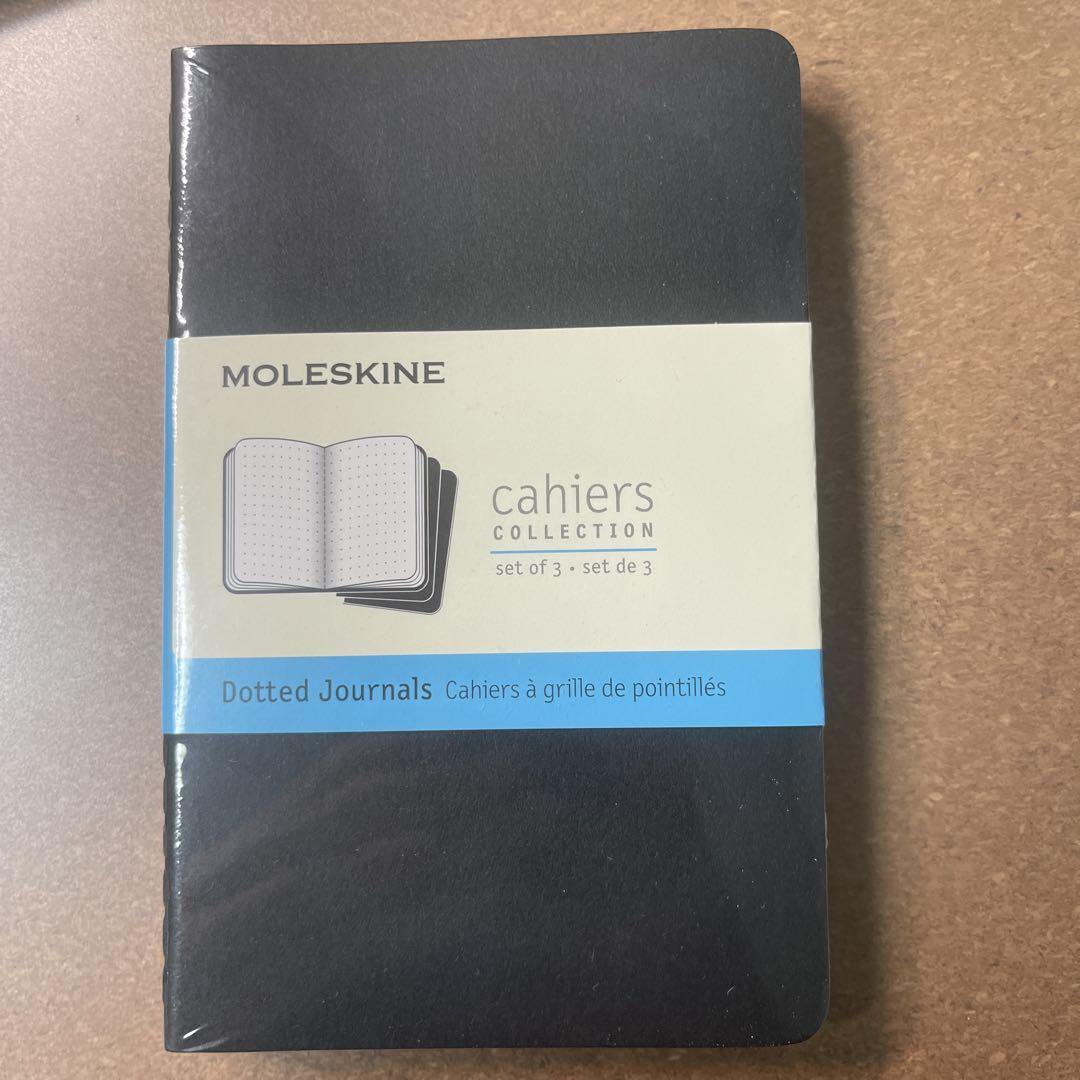 MOLESKINE
cahiers
COLLECTION
set of 3 • set de 3
Dotted Journals Cahiers à grille de pointillés